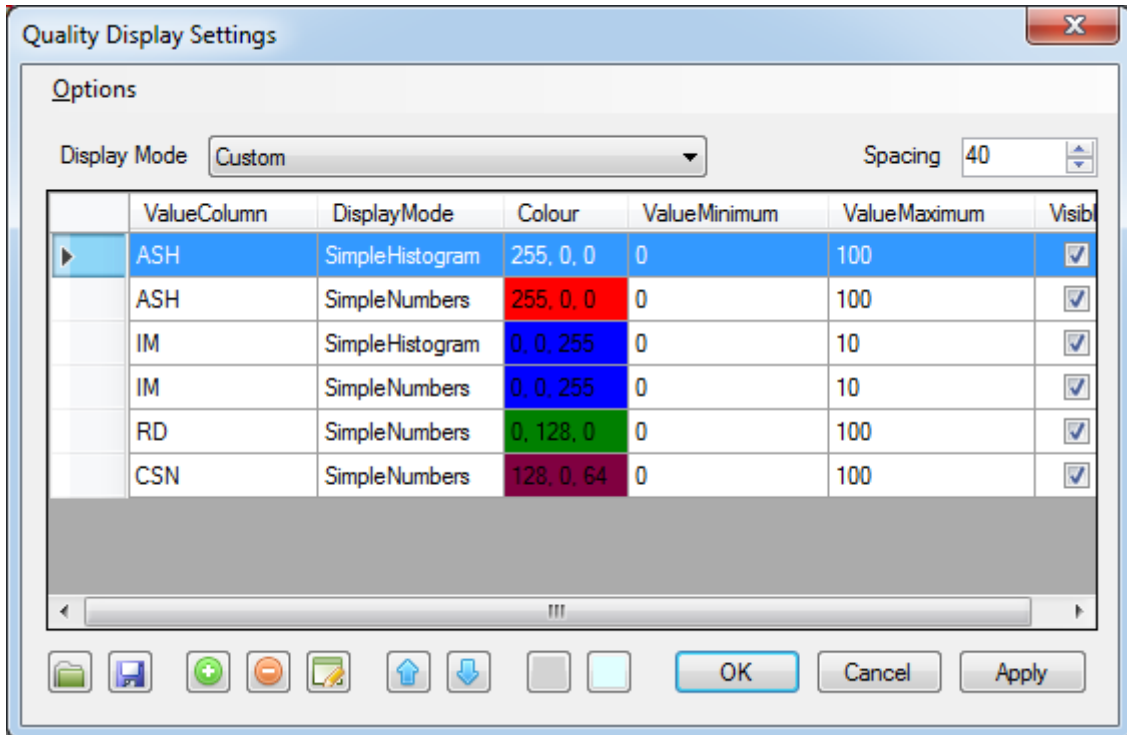 Quality Display Settings
Options
Display Mode Custom Spacing 40
ValueColumn DisplayMode Colour ValueMinimum ValueMaximum Visibl
ASH SimpleHistogram 255, 0, 0 0 100
ASH SimpleNumbers 255, 0, 0 0 100
IM SimpleHistogram 0, 0, 255 0 10
IM SimpleNumbers 0, 0, 255 0 10
RD SimpleNumbers 0, 128, 0 0 100
CSN SimpleNumbers 128, 0, 64 0 100
OK Cancel Apply